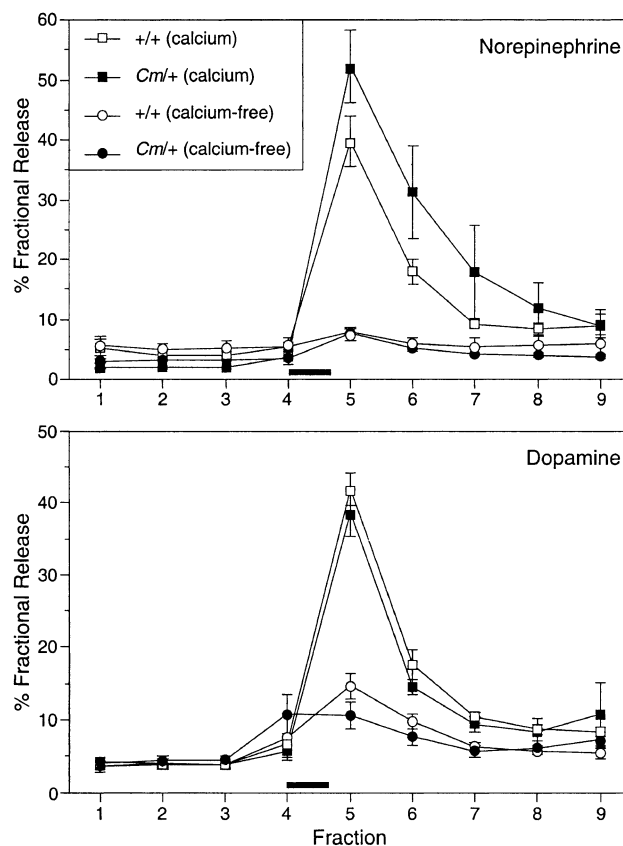 60
50
40
30
20
10
0
% Fractional Release
+/+ (calcium)
Cm/+ (calcium)
+/+ (calcium-free)
Cm/+ (calcium-free)
Norepinephrine
1 2 3 4 5 6 7 8 9
50
40
30
20
10
0
% Fractional Release
Dopamine
1 2 3 4 5 6 7 8 9
Fraction